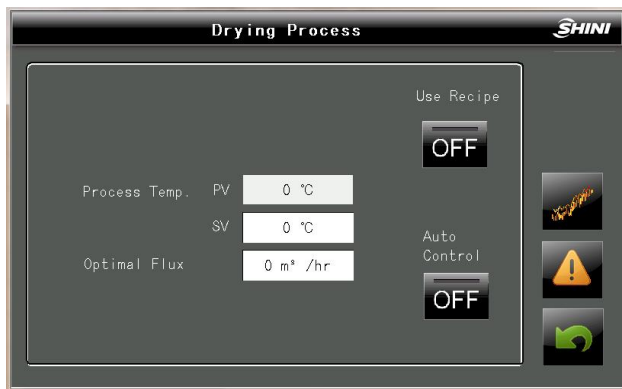 Drying Process
SHINI
Use Recipe
OFF
Process Temp. PV 0 °C
SV 0 °C
Auto
Control
Optimal Flux 0 m³ /hr
OFF